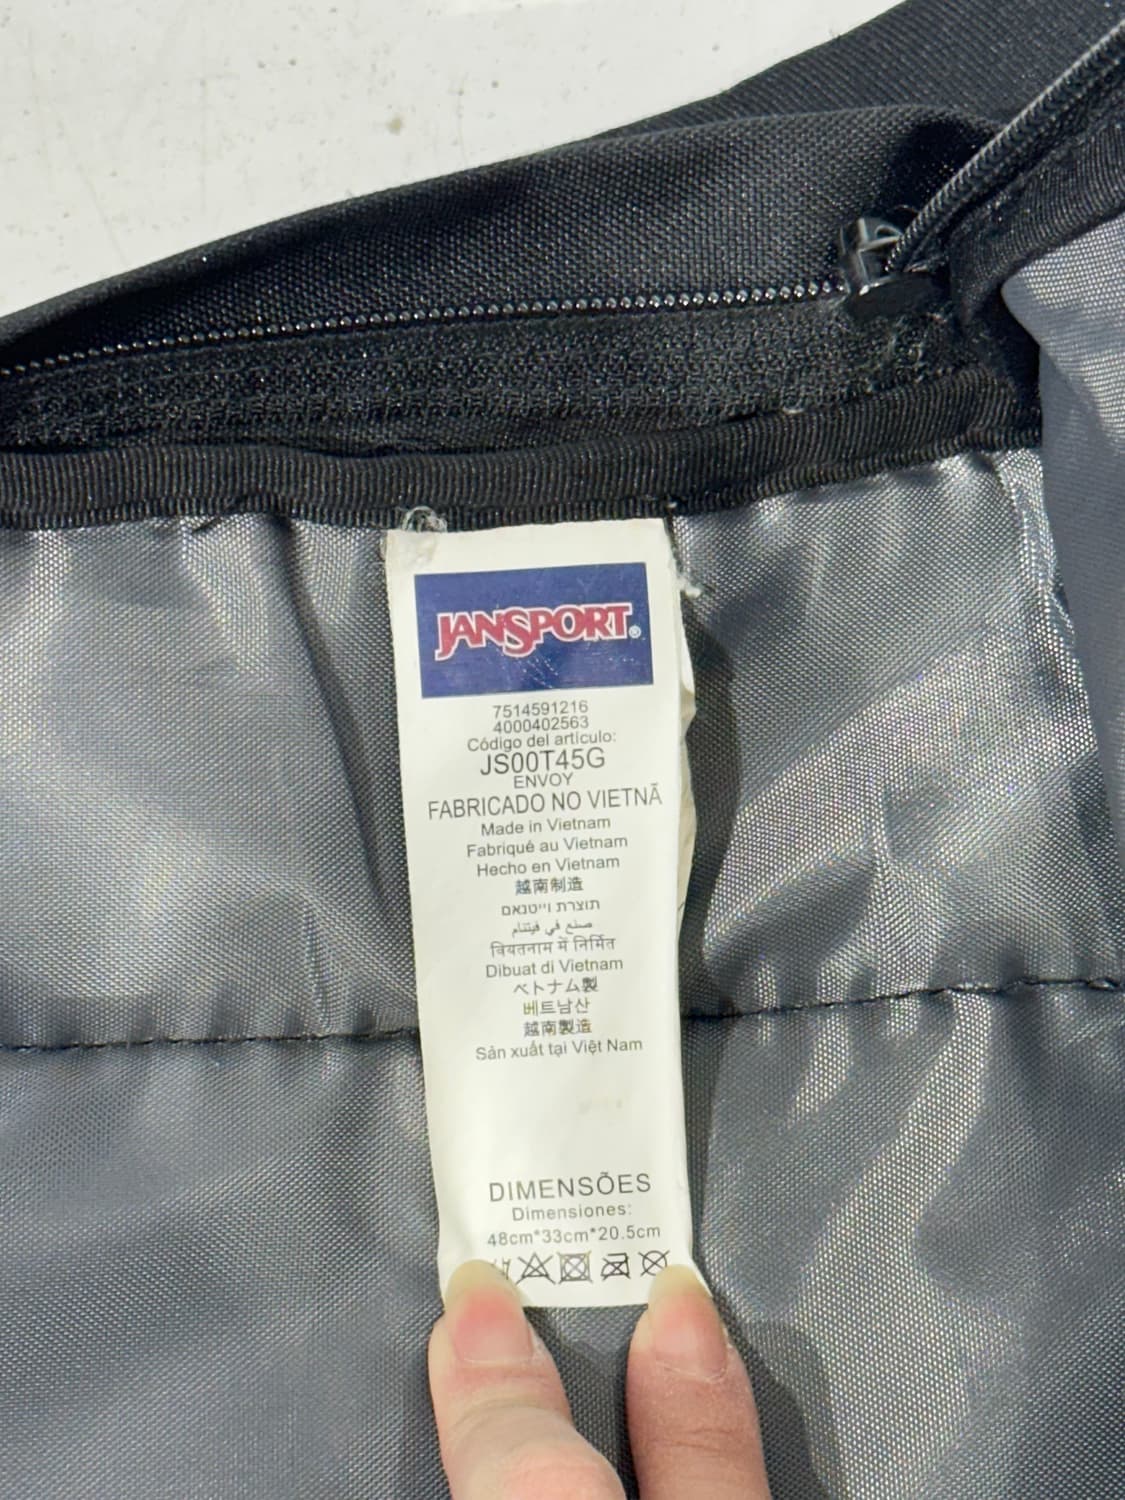 JANSPORT®
7514591216
4000402563
Código del artículo:
JS00T45G
ENVOY
FABRICADO NO VIETNÃ
Made in Vietnam
Fabriqué au Vietnam
Hecho en Vietnam
越南制造
תוצרת וייטנאם
صنع في فيتنام
वियतनाम में निर्मित
Dibuat di Vietnam
ベトナム製
베트남산
越南製造
Sản xuất tại Việt Nam
DIMENSÕES
Dimensiones:
48cm*33cm*20.5cm